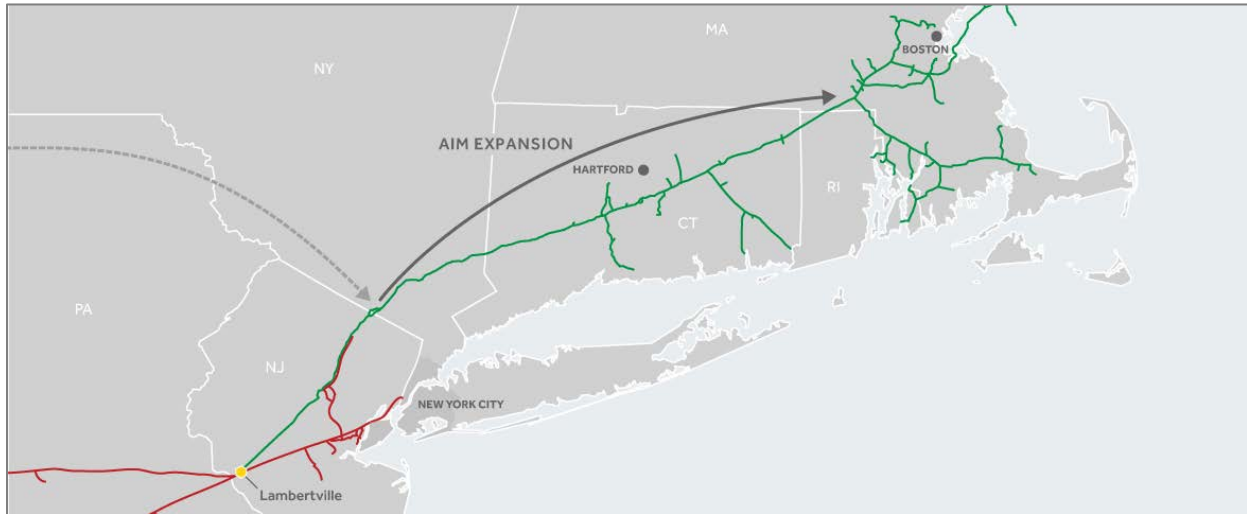 MA
BOSTON
NY
AIM EXPANSION
HARTFORD
RI
CT
PA
NJ
NEW YORK CITY
Lambertville